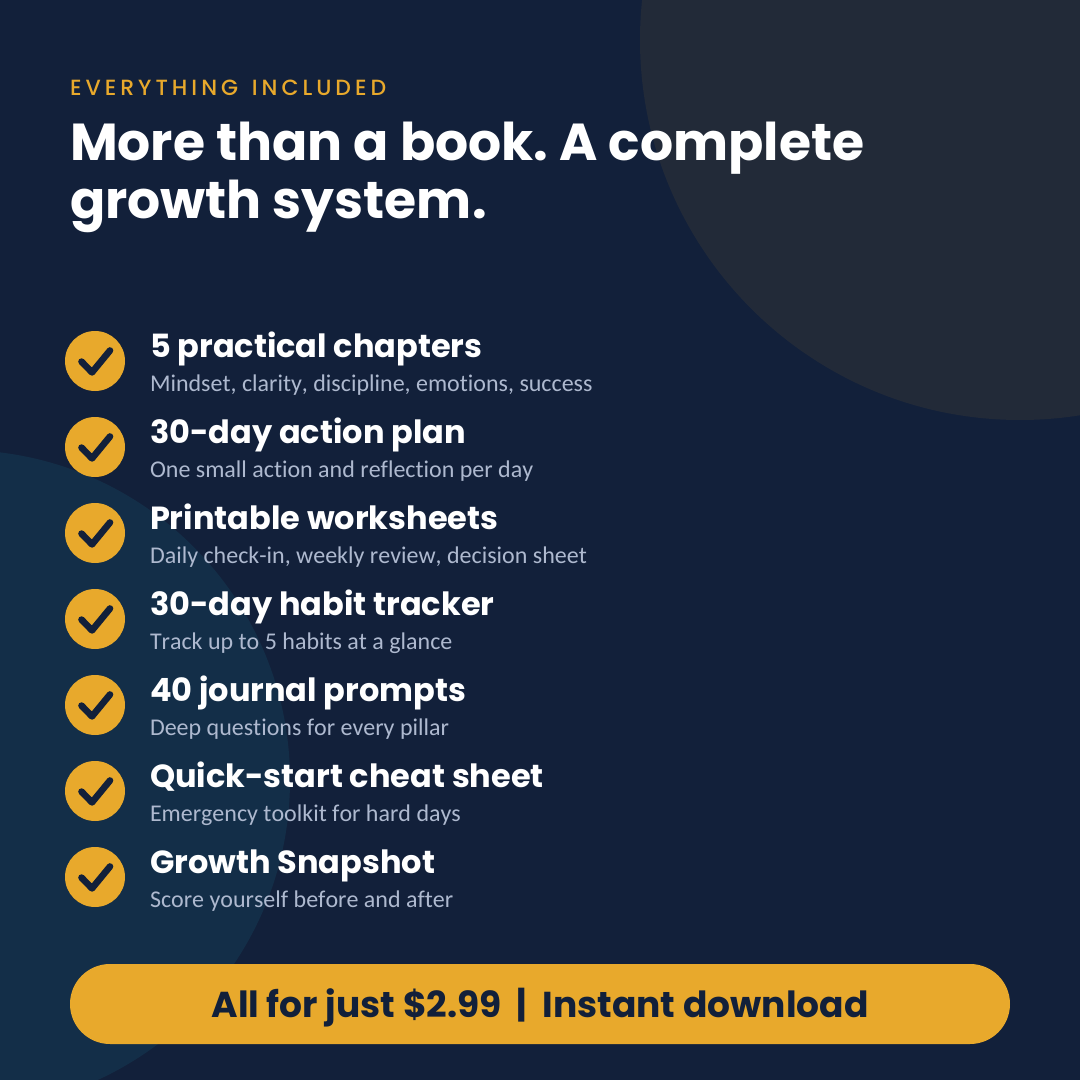 EVERYTHING INCLUDED
More than a book. A complete
growth system.
5 practical chapters
Mindset, clarity, discipline, emotions, success
30-day action plan
One small action and reflection per day
Printable worksheets
Daily check-in, weekly review, decision sheet
30-day habit tracker
Track up to 5 habits at a glance
40 journal prompts
Deep questions for every pillar
Quick-start cheat sheet
Emergency toolkit for hard days
Growth Snapshot
Score yourself before and after
All for just $2.99 | Instant download